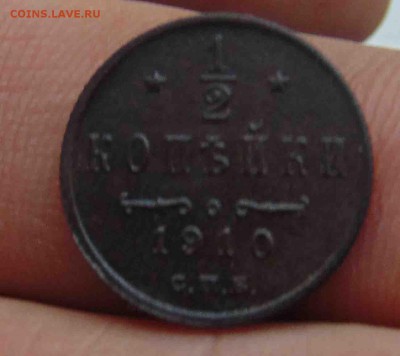 COINS.LAVE.RU
1/2
КОПѢЙКИ
1910
С.П.Б.